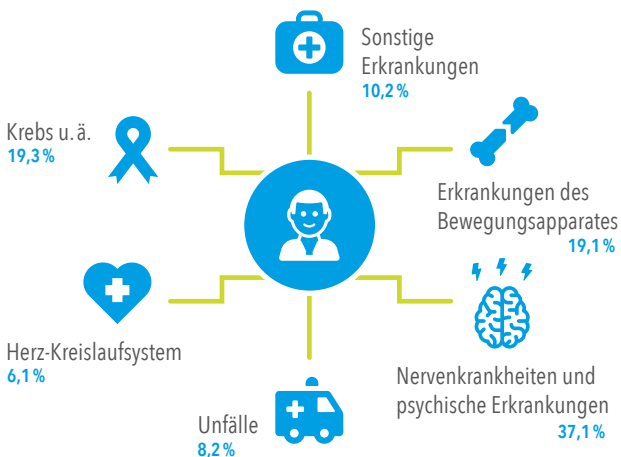 Sonstige
Erkrankungen
10,2 %
Krebs u. ä.
19,3 %
Erkrankungen des
Bewegungsapparates
19,1 %
Herz-Kreislaufsystem
6,1 %
Nervenkrankheiten und
psychische Erkrankungen
37,1 %
Unfälle
8,2 %